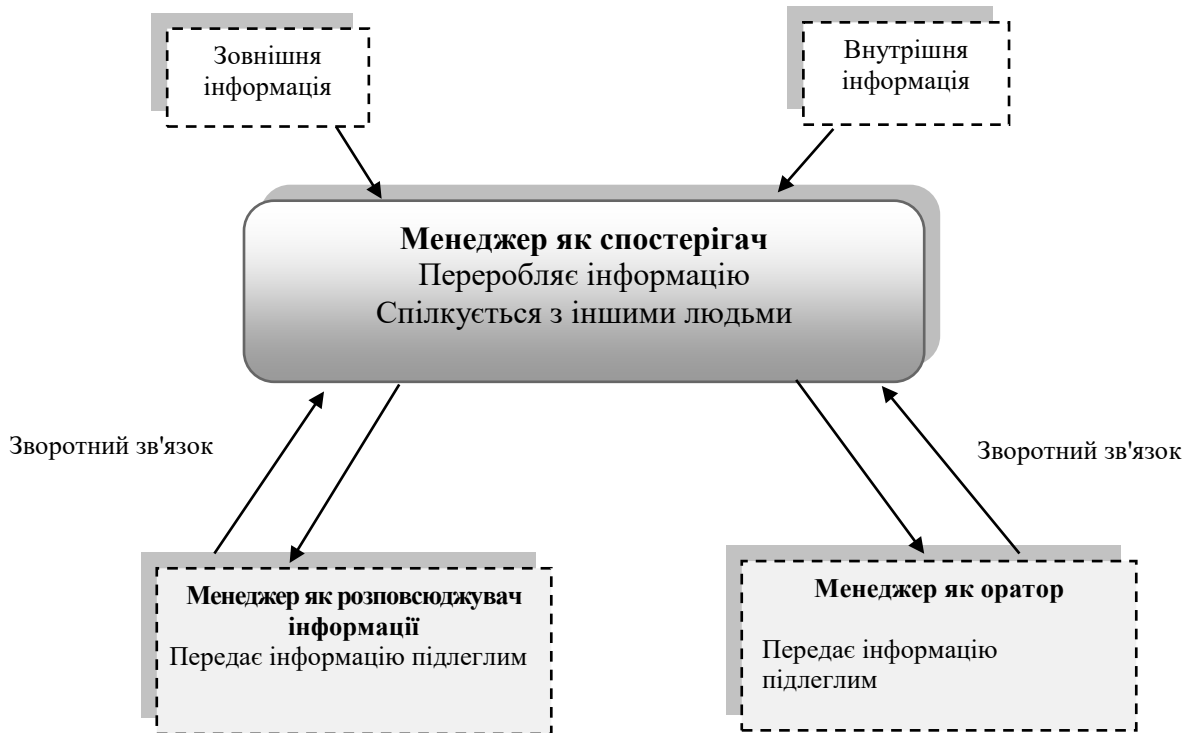 Зовнішня
інформація
Внутрішня
інформація
Менеджер як спостерігач
Переробляє інформацію
Спілкується з іншими людьми
Зворотний зв'язок
Зворотний зв'язок
Менеджер як розповсюджувач
інформації
Передає інформацію підлеглим
Менеджер як оратор
Передає інформацію
підлеглим